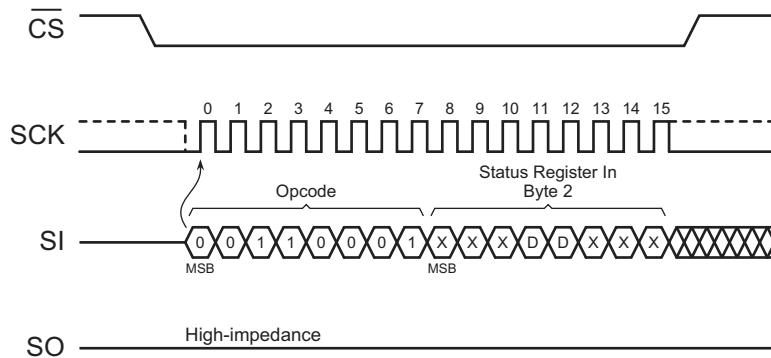 CS
0 1 2 3 4 5 6 7 8 9 10 11 12 13 14 15
SCK
Opcode
Status Register In
Byte 2
SI
0 0 1 1 0 0 0 1 X X X D D X X X
MSB MSB
High-impedance
SO